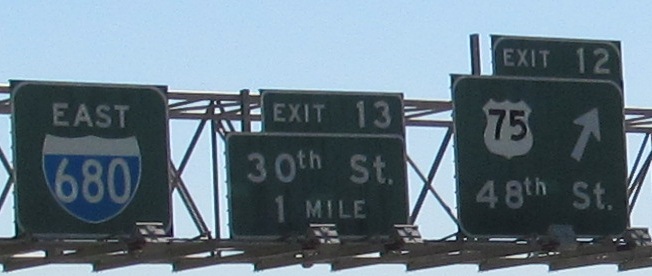 EAST
680
EXIT 13
30th St.
1 MILE
EXIT 12
75
48th St.